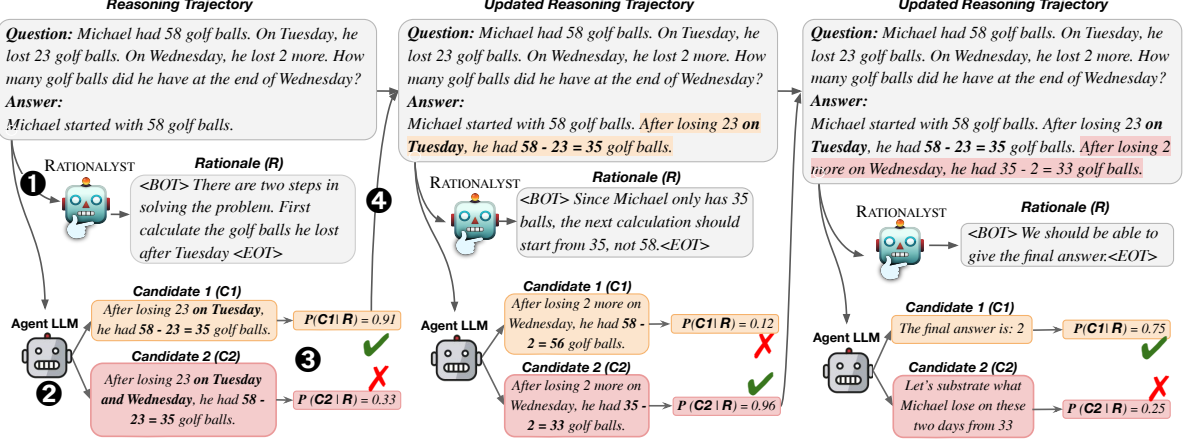 Reasoning Trajectory
Question: Michael had 58 golf balls. On Tuesday, he
lost 23 golf balls. On Wednesday, he lost 2 more. How
many golf balls did he have at the end of Wednesday?
Answer:
Michael started with 58 golf balls.
1
RATIONALYST
Rationale (R)
<BOT> There are two steps in
solving the problem. First
calculate the golf balls he lost
after Tuesday <EOT>
4
Agent LLM
2
Candidate 1 (C1)
After losing 23 on Tuesday,
he had 58 - 23 = 35 golf balls.
P(C1| R) = 0.91
3
Candidate 2 (C2)
After losing 23 on Tuesday
and Wednesday, he had 58 -
23 = 35 golf balls.
P (C2 | R) = 0.33
Updated Reasoning Trajectory
Question: Michael had 58 golf balls. On Tuesday, he
lost 23 golf balls. On Wednesday, he lost 2 more. How
many golf balls did he have at the end of Wednesday?
Answer:
Michael started with 58 golf balls. After losing 23 on
Tuesday, he had 58 - 23 = 35 golf balls.
RATIONALYST
Rationale (R)
<BOT> Since Michael only has 35
balls, the next calculation should
start from 35, not 58.<EOT>
Agent LLM
Candidate 1 (C1)
After losing 2 more on
Wednesday, he had 58 -
2 = 56 golf balls.
P(C1| R) = 0.12
Candidate 2 (C2)
After losing 2 more on
Wednesday, he had 35 -
2 = 33 golf balls.
P (C2 | R) = 0.96
Updated Reasoning Trajectory
Question: Michael had 58 golf balls. On Tuesday, he
lost 23 golf balls. On Wednesday, he lost 2 more. How
many golf balls did he have at the end of Wednesday?
Answer:
Michael started with 58 golf balls. After losing 23 on
Tuesday, he had 58 - 23 = 35 golf balls. After losing 2
more on Wednesday, he had 35 - 2 = 33 golf balls.
RATIONALYST
Rationale (R)
<BOT> We should be able to
give the final answer.<EOT>
Agent LLM
Candidate 1 (C1)
The final answer is: 2
P(C1| R) = 0.75
Candidate 2 (C2)
Let's substrate what
Michael lose on these
two days from 33
P (C2 | R) = 0.25